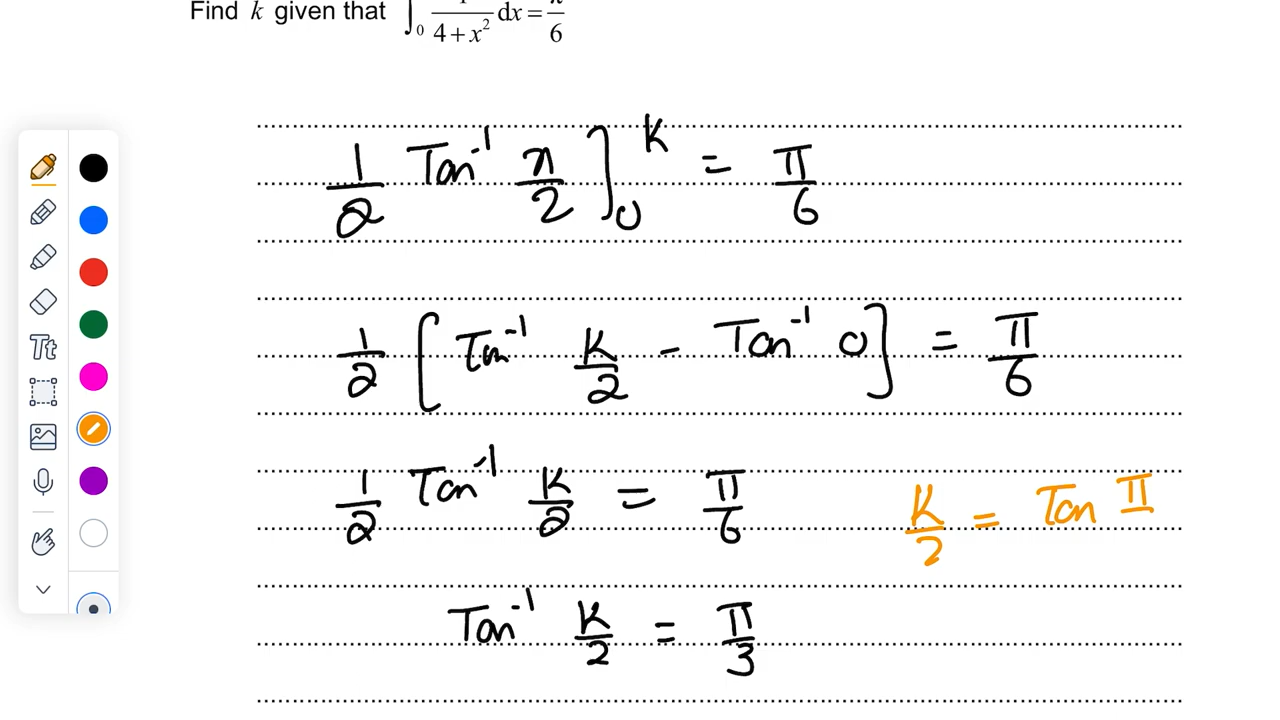 Find k given that ∫₀ 1/(4+x²) dx = π/6
1/2 Tan⁻¹ x/2 ]₀ᴷ = π/6
1/2 [ Tan⁻¹ K/2 - Tan⁻¹ 0 ] = π/6
1/2 Tan⁻¹ K/2 = π/6
K/2 = Tan π
Tan⁻¹ K/2 = π/3
Tt